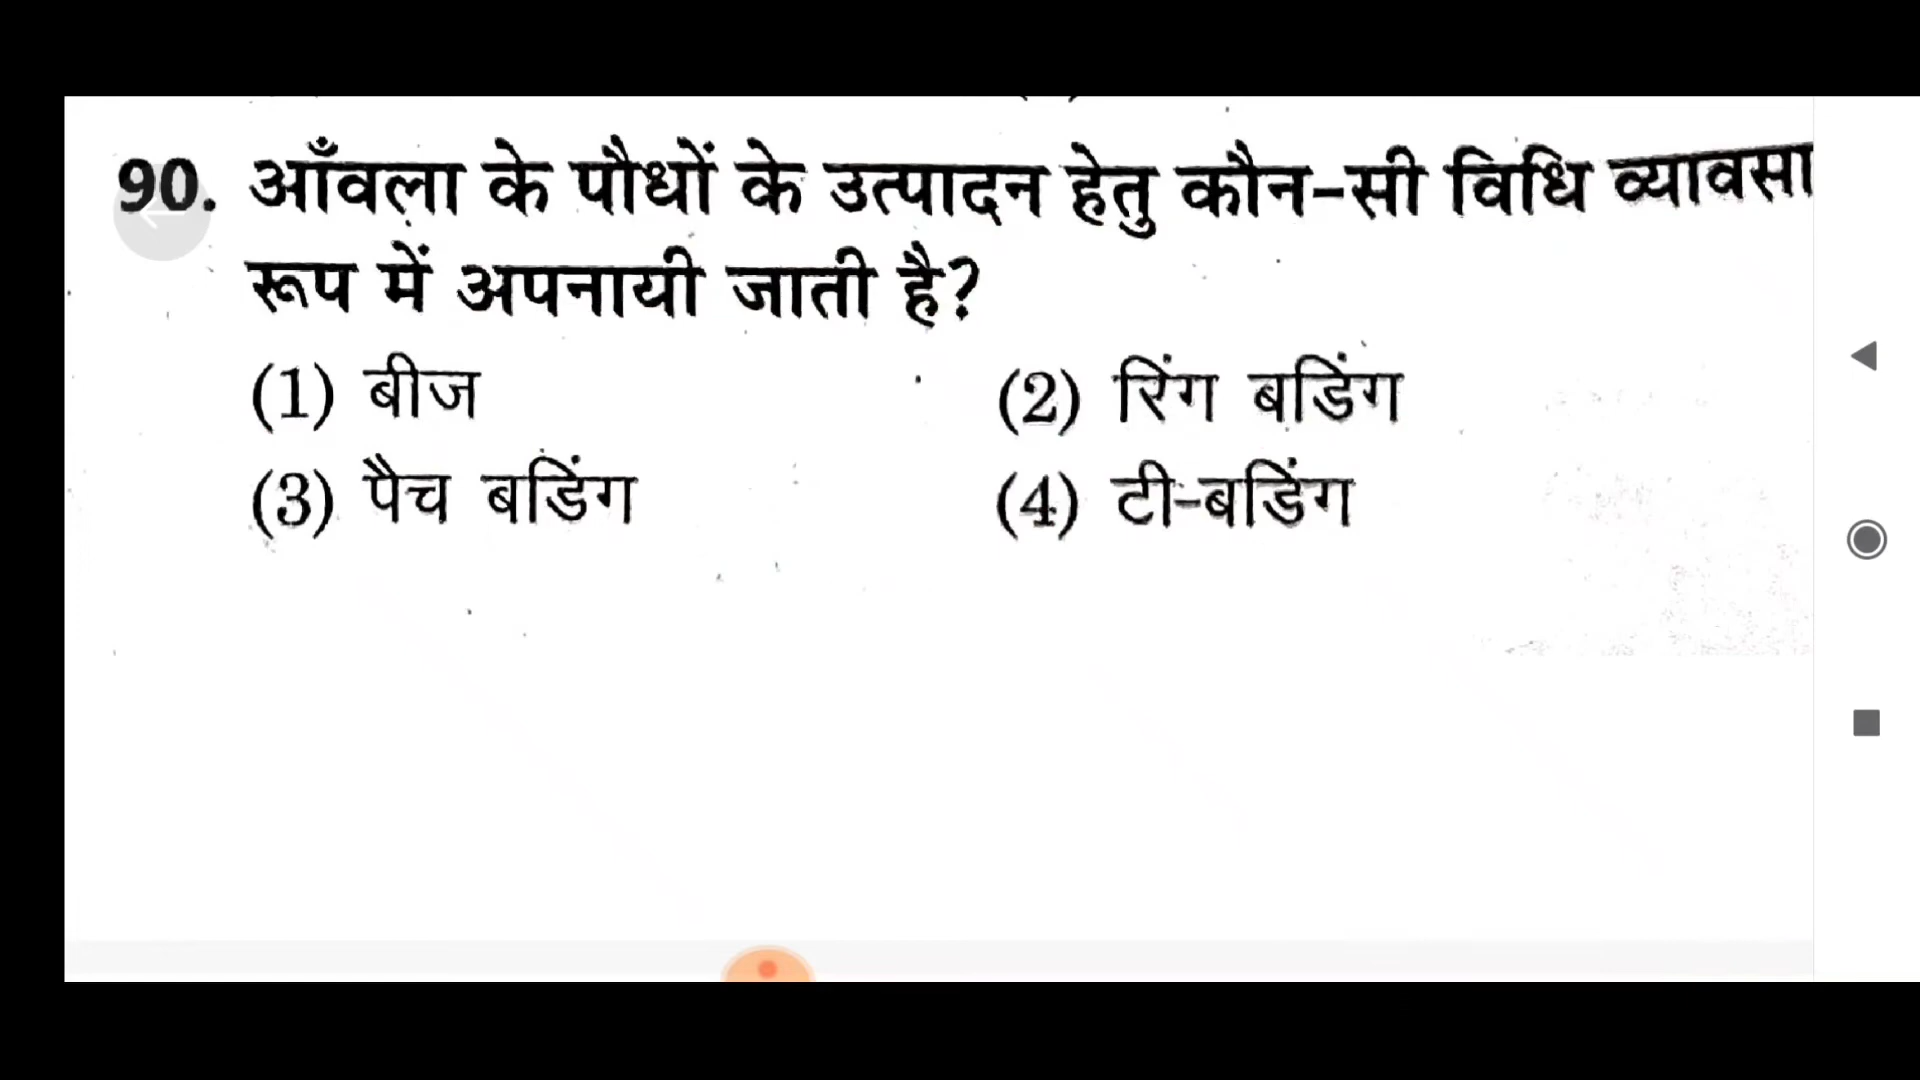 90. आँवला के पौधों के उत्पादन हेतु कौन-सी विधि व्यावसा
रूप में अपनायी जाती है?
(1) बीज (2) रिंग बडिंग
(3) पैच बडिंग (4) टी-बडिंग